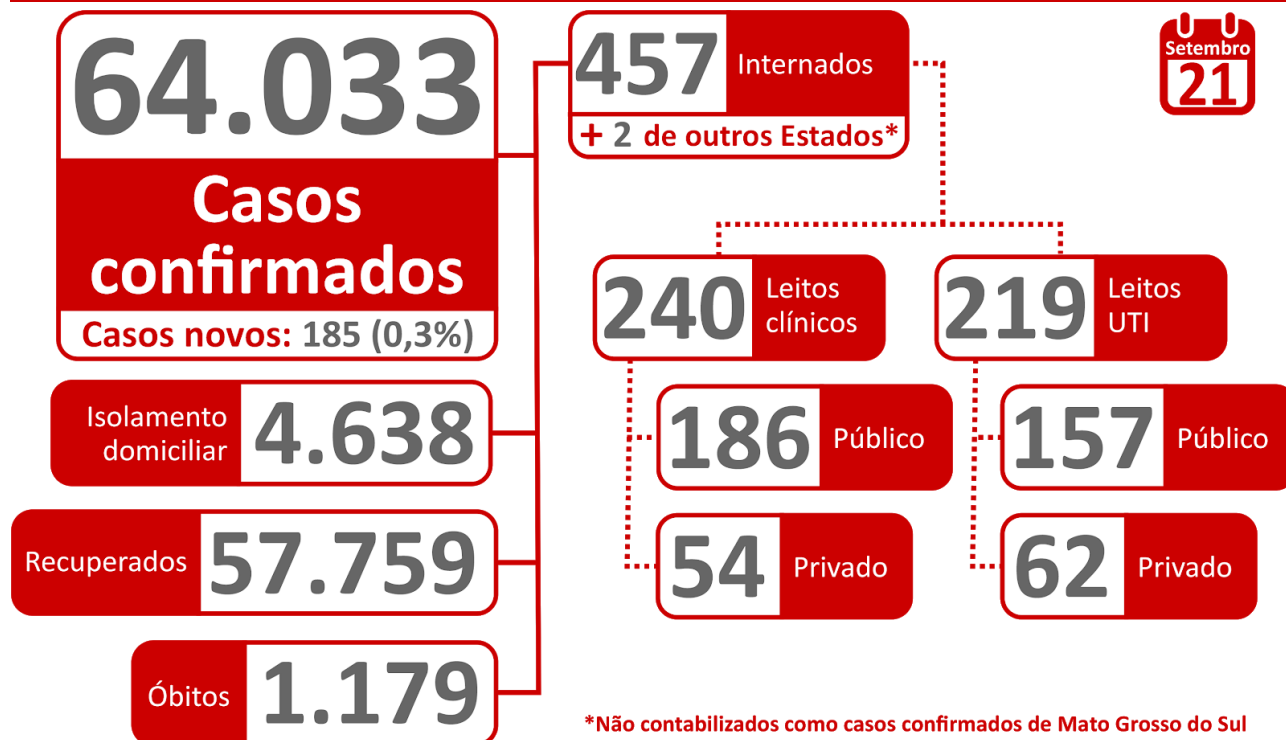 64.033
Casos
confirmados
Casos novos: 185 (0,3%)
Isolamento
domiciliar
4.638
Recuperados
57.759
Óbitos
1.179
457
Internados
+ 2 de outros Estados*
240
Leitos
clínicos
186
Público
54
Privado
219
Leitos
UTI
157
Público
62
Privado
Setembro
21
*Não contabilizados como casos confirmados de Mato Grosso do Sul